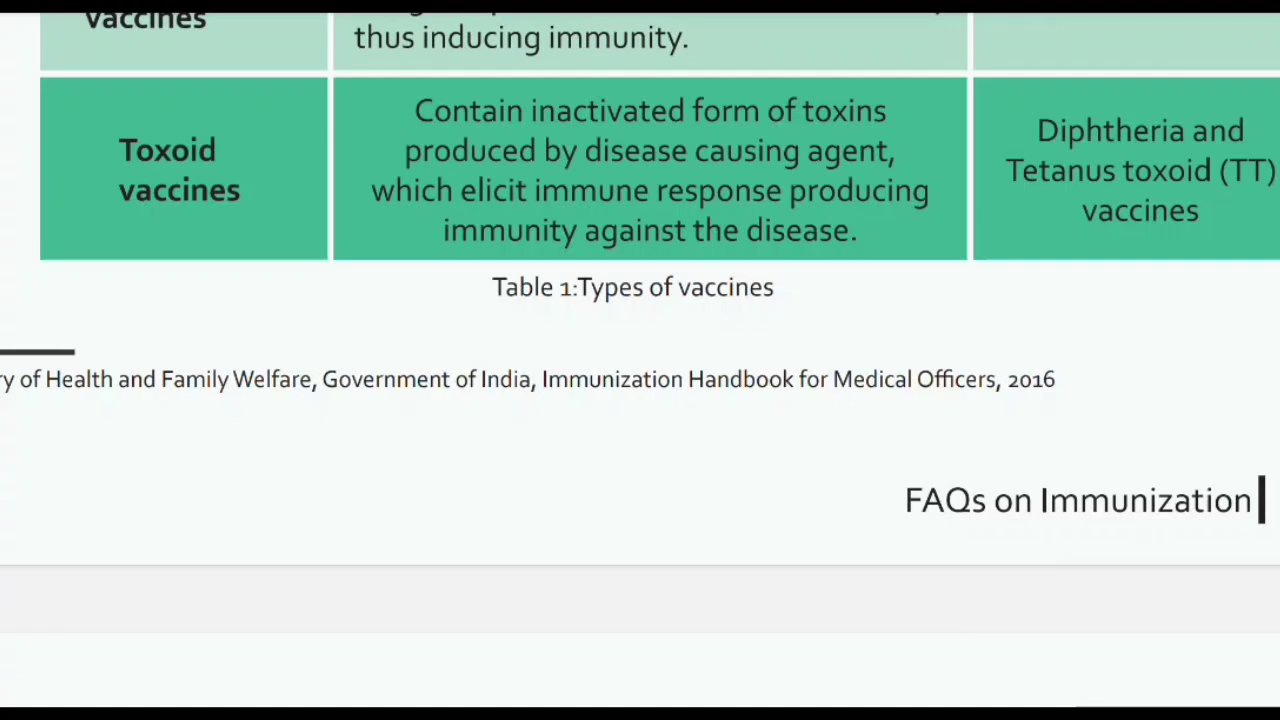 vaccines
thus inducing immunity.
Toxoid
vaccines
Contain inactivated form of toxins
produced by disease causing agent,
which elicit immune response producing
immunity against the disease.
Diphtheria and
Tetanus toxoid (TT)
vaccines
Table 1:Types of vaccines
ry of Health and Family Welfare, Government of India, Immunization Handbook for Medical Officers, 2016
FAQs on Immunization